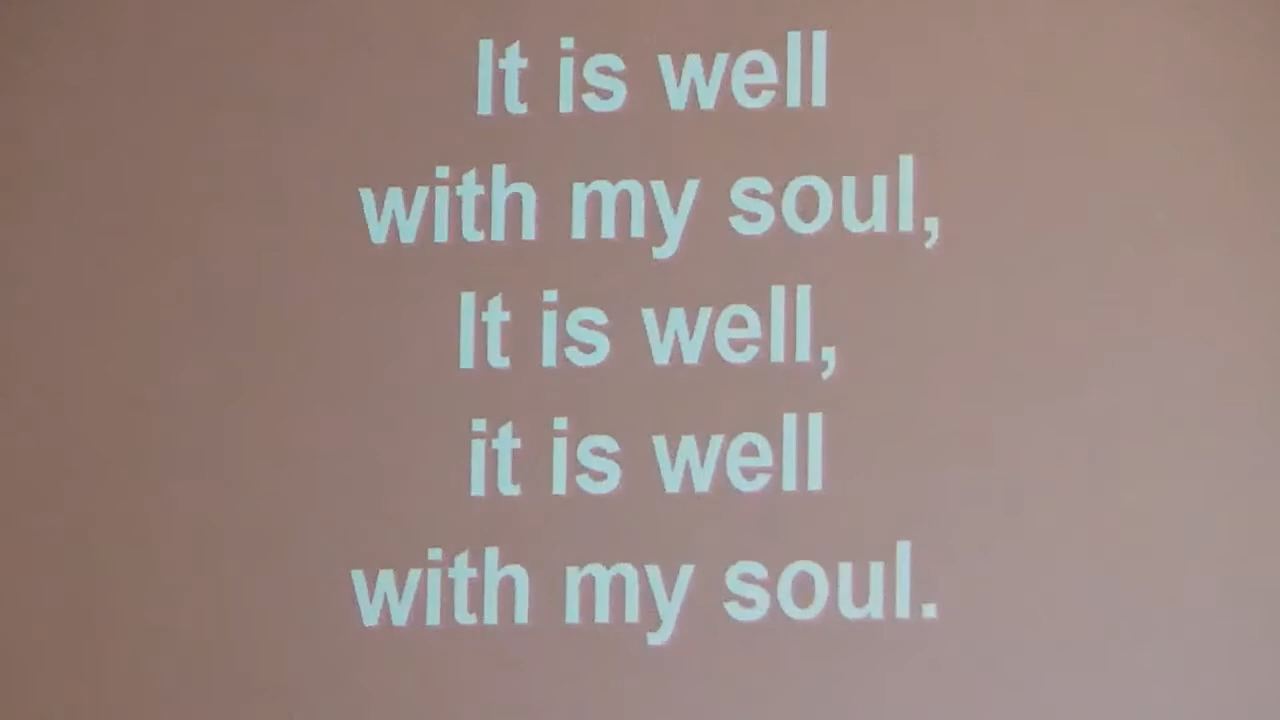 It is well
with my soul,
It is well,
it is well
with my soul.